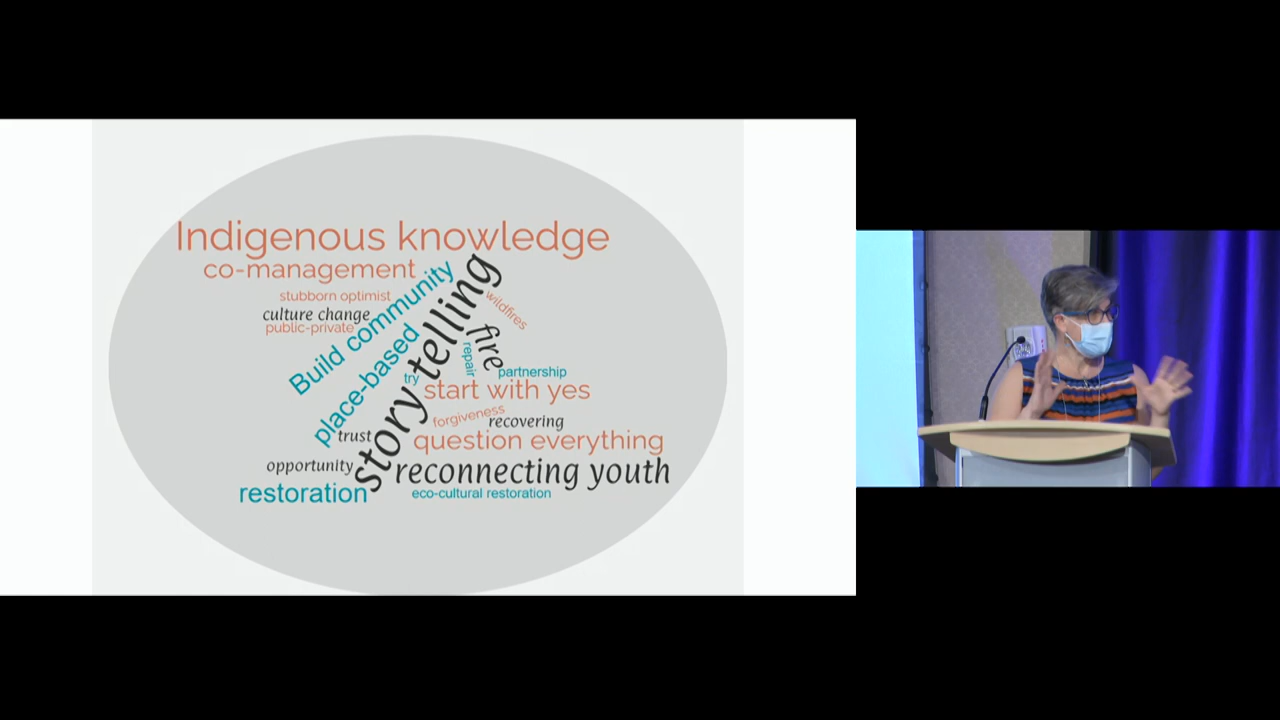 Indigenous knowledge
co-management
Build community
storytelling
stubborn optimist
wildfires
culture change
public-private
fire
place-based
repair
partnership
try
start with yes
forgiveness
recovering
trust
question everything
opportunity
reconnecting youth
restoration
eco-cultural restoration